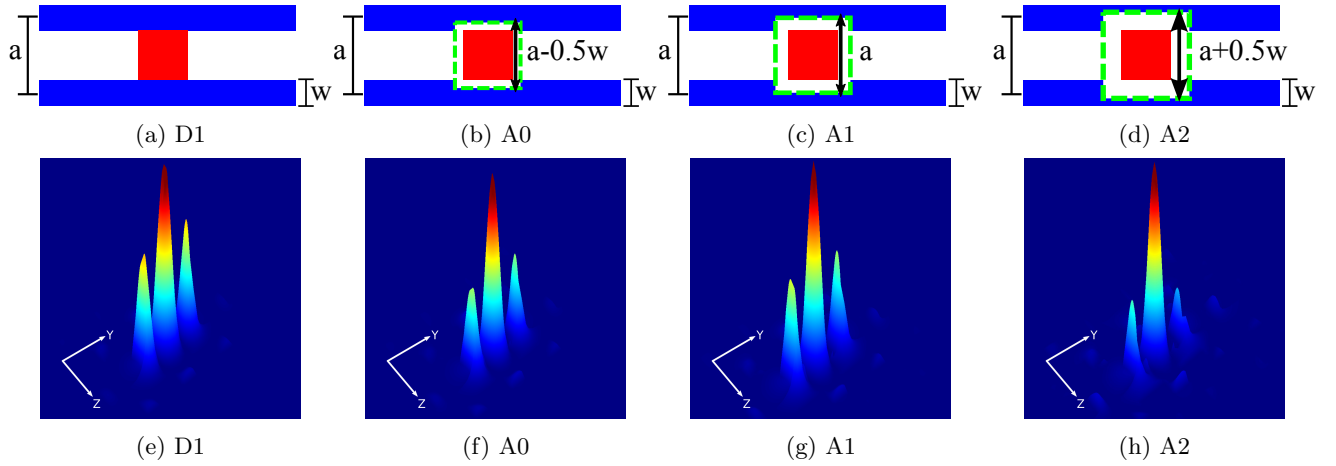 a
w
(a) D1
a
a-0.5w
(b) A0
a
a
w
(c) A1
a
a+0.5w
w
(d) A2
Y
Z
(e) D1
Y
Z
(f) A0
Y
Z
(g) A1
Y
Z
(h) A2